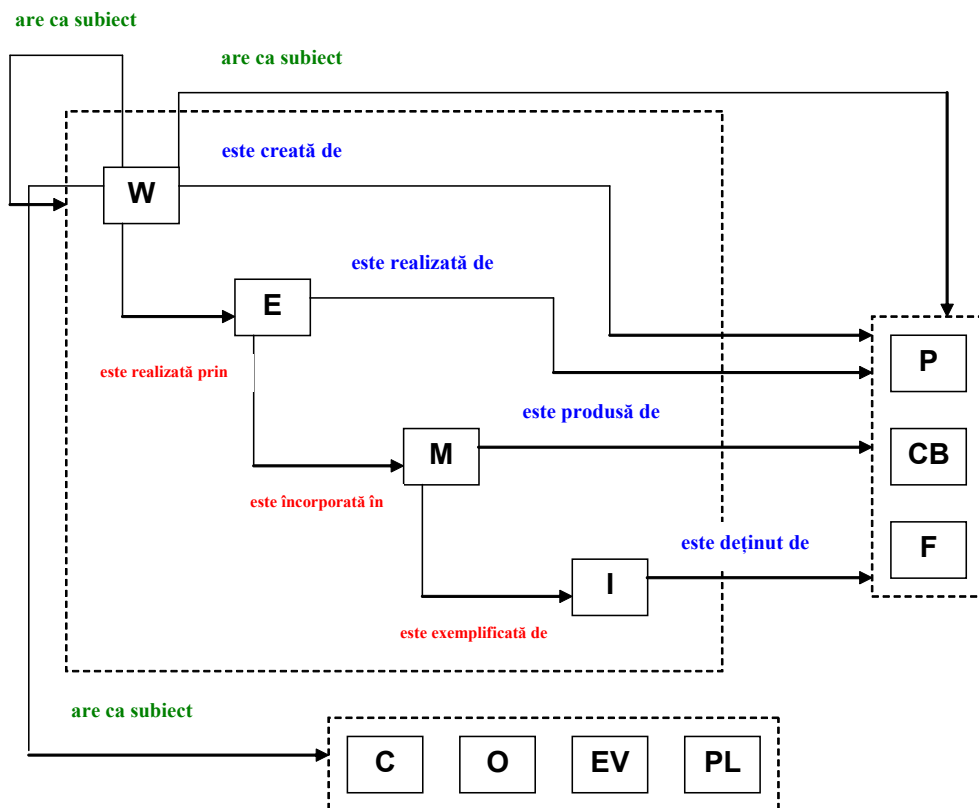 are ca subiect
are ca subiect
este creată de
W
este realizată de
E
este realizată prin
P
este produsă de
M
CB
este încorporată în
este deținut de
F
I
este exemplificată de
are ca subiect
C O EV PL